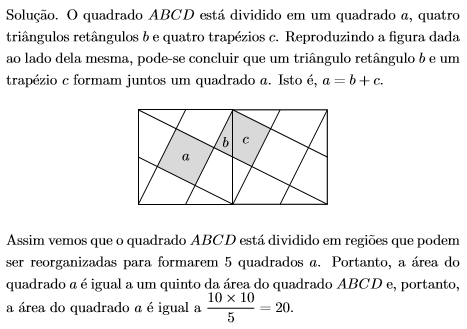 Solução. O quadrado ABCD está dividido em um quadrado a, quatro
triângulos retângulos b e quatro trapézios c. Reproduzindo a figura dada
ao lado dela mesma, pode-se concluir que um triângulo retângulo b e um
trapézio c formam juntos um quadrado a. Isto é, a = b + c.
b
c
a
Assim vemos que o quadrado ABCD está dividido em regiões que podem
ser reorganizadas para formarem 5 quadrados a. Portanto, a área do
quadrado a é igual a um quinto da área do quadrado ABCD e, portanto,
a área do quadrado a é igual a \frac{10 × 10}{5} = 20.